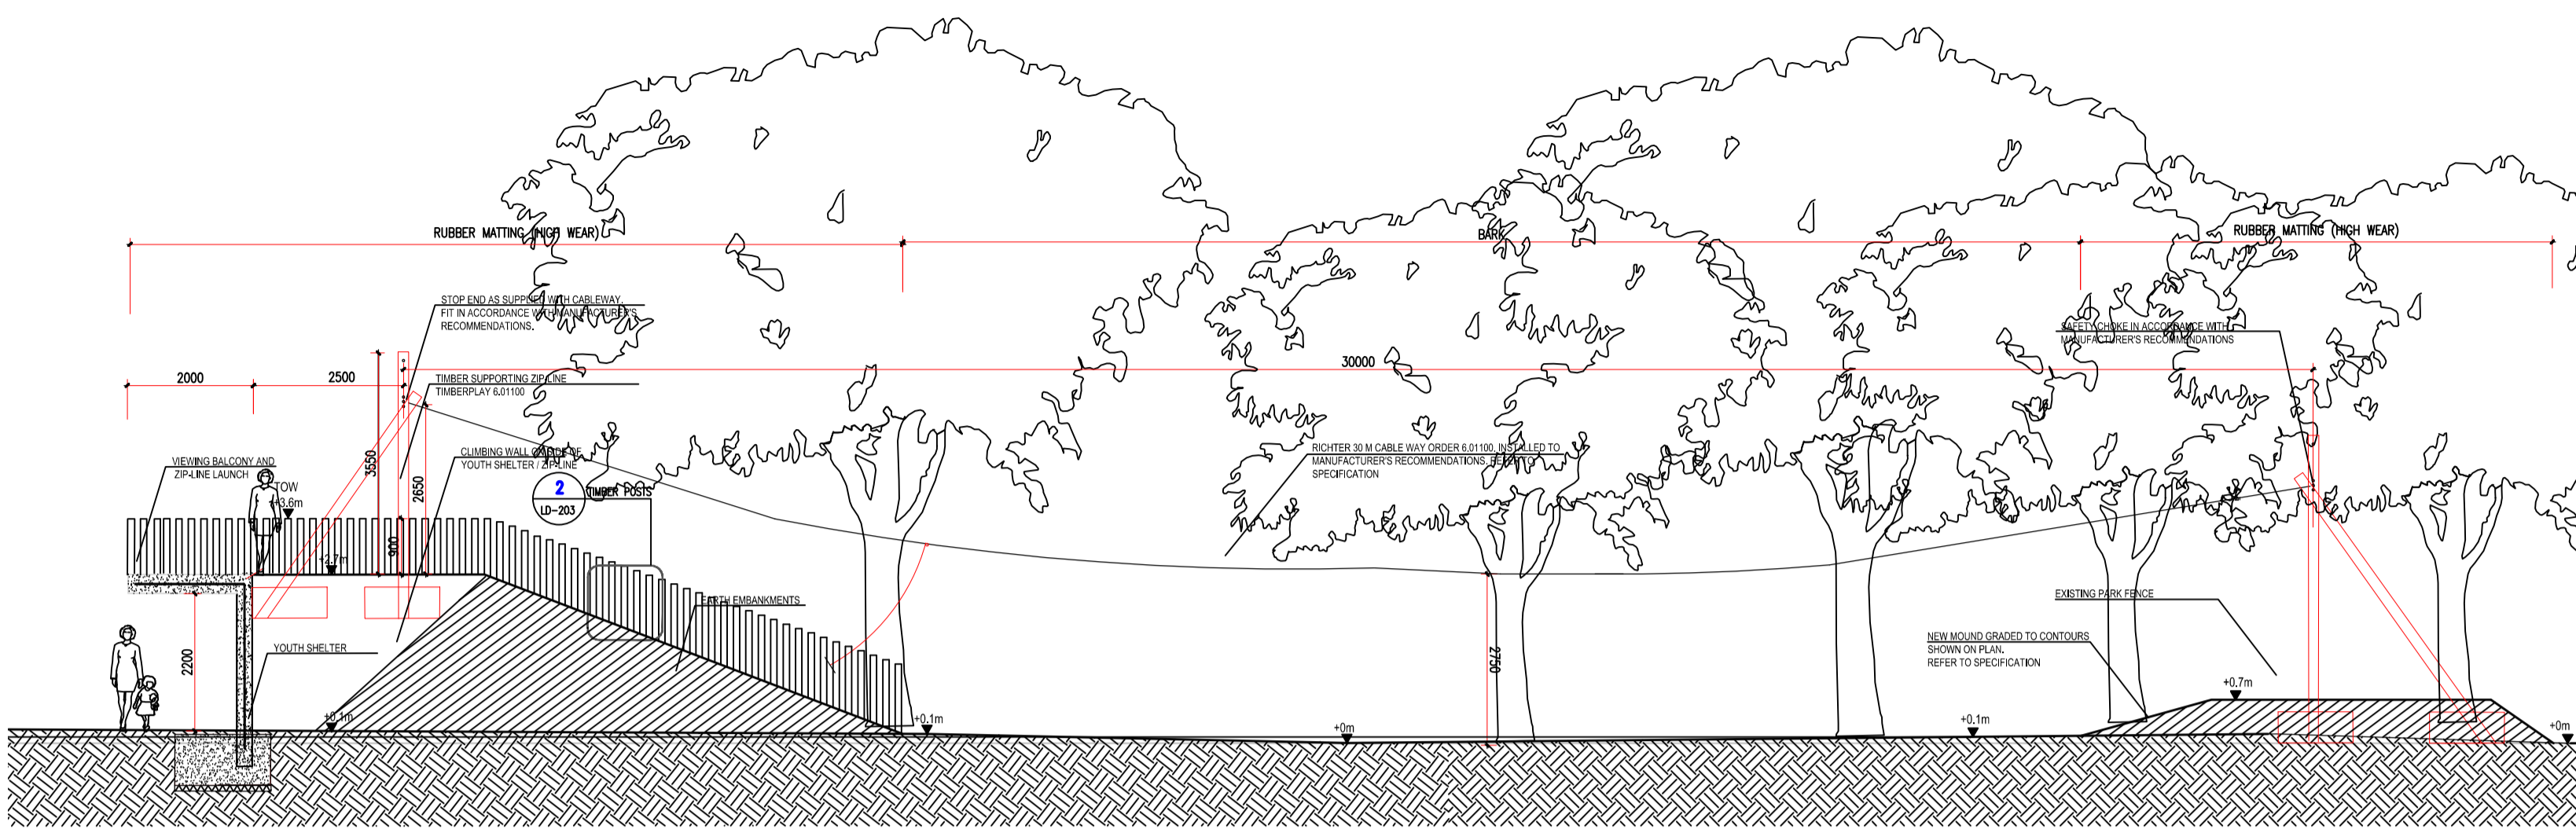 RUBBER MATTING (HIGH WEAR)
BARK
RUBBER MATTING (HIGH WEAR)
STOP END AS SUPPLIED WITH CABLEWAY.
FIT IN ACCORDANCE WITH MANUFACTURER'S
RECOMMENDATIONS.
SAFETY CHOKE IN ACCORDANCE WITH
MANUFACTURER'S RECOMMENDATIONS
30000
2000
2500
TIMBER SUPPORTING ZIP-LINE
TIMBERPLAY 6.01100
3550
2650
900
CLIMBING WALL ON SIDE OF
YOUTH SHELTER / ZIP-LINE
VIEWING BALCONY AND
ZIP-LINE LAUNCH
TOW
+3.6m
+2.7m
2
LD-203
TIMBER POSTS
RICHTER 30 M CABLE WAY ORDER 6.01100. INSTALLED TO
MANUFACTURER'S RECOMMENDATIONS. REFER TO
SPECIFICATION
EARTH EMBANKMENTS
EXISTING PARK FENCE
2200
YOUTH SHELTER
2750
NEW MOUND GRADED TO CONTOURS
SHOWN ON PLAN.
REFER TO SPECIFICATION
+0.7m
+0.1m
+0.1m
+0m
+0.1m
+0m